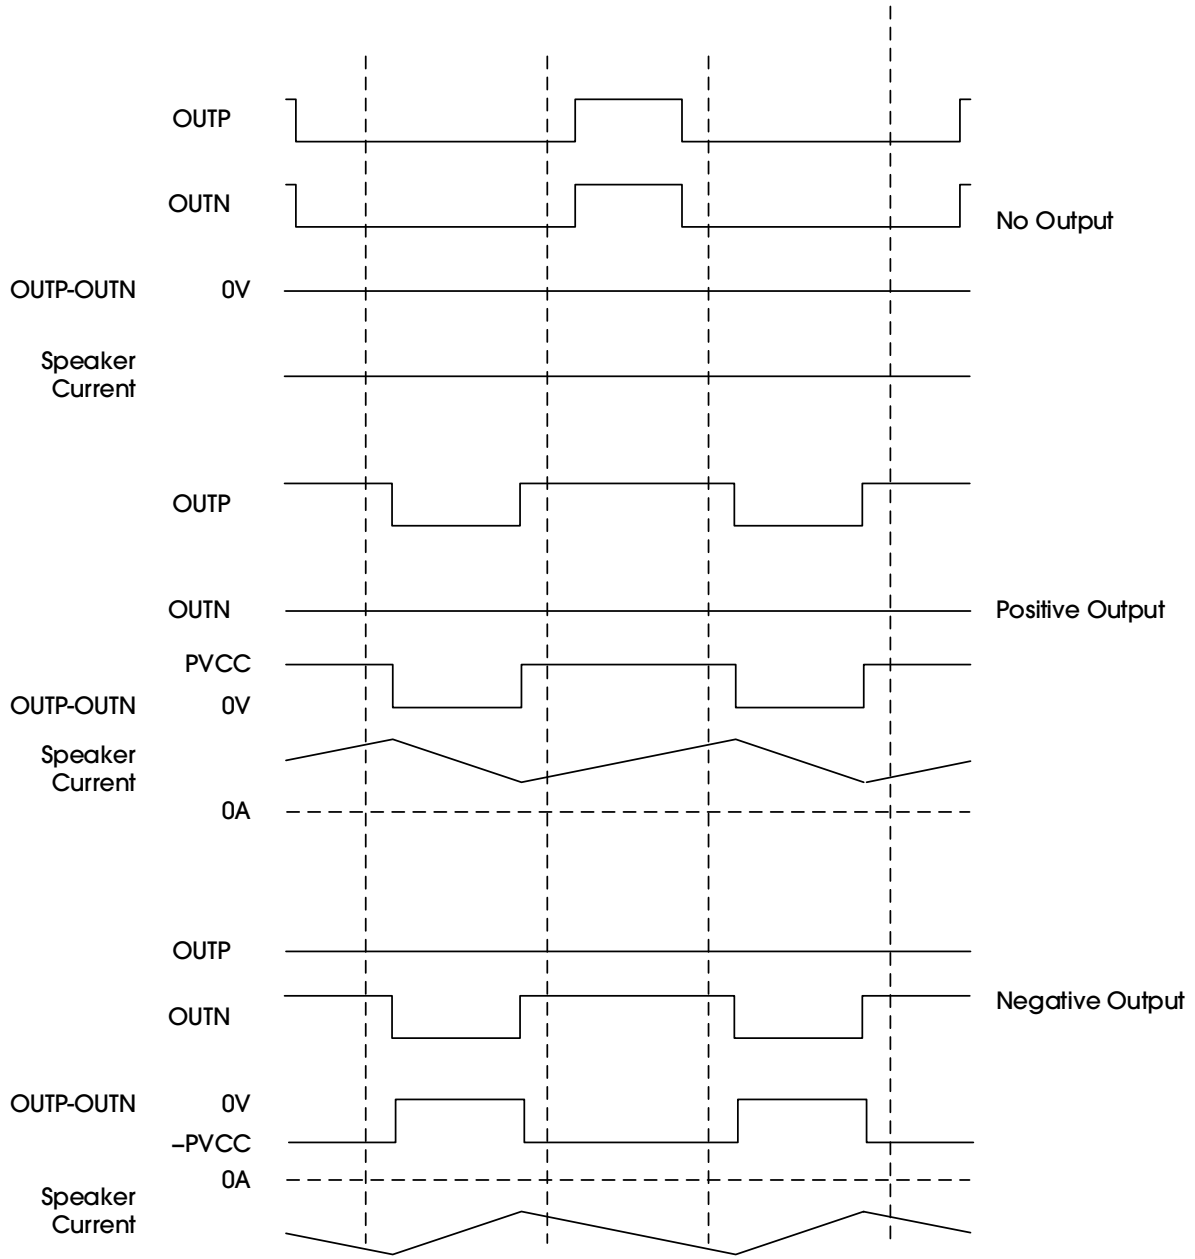 OUTP
OUTN
No Output
OUTP-OUTN 0V
Speaker
Current
OUTP
OUTN
Positive Output
PVCC
OUTP-OUTN 0V
Speaker
Current
0A
OUTP
Negative Output
OUTN
OUTP-OUTN 0V
–PVCC
0A
Speaker
Current